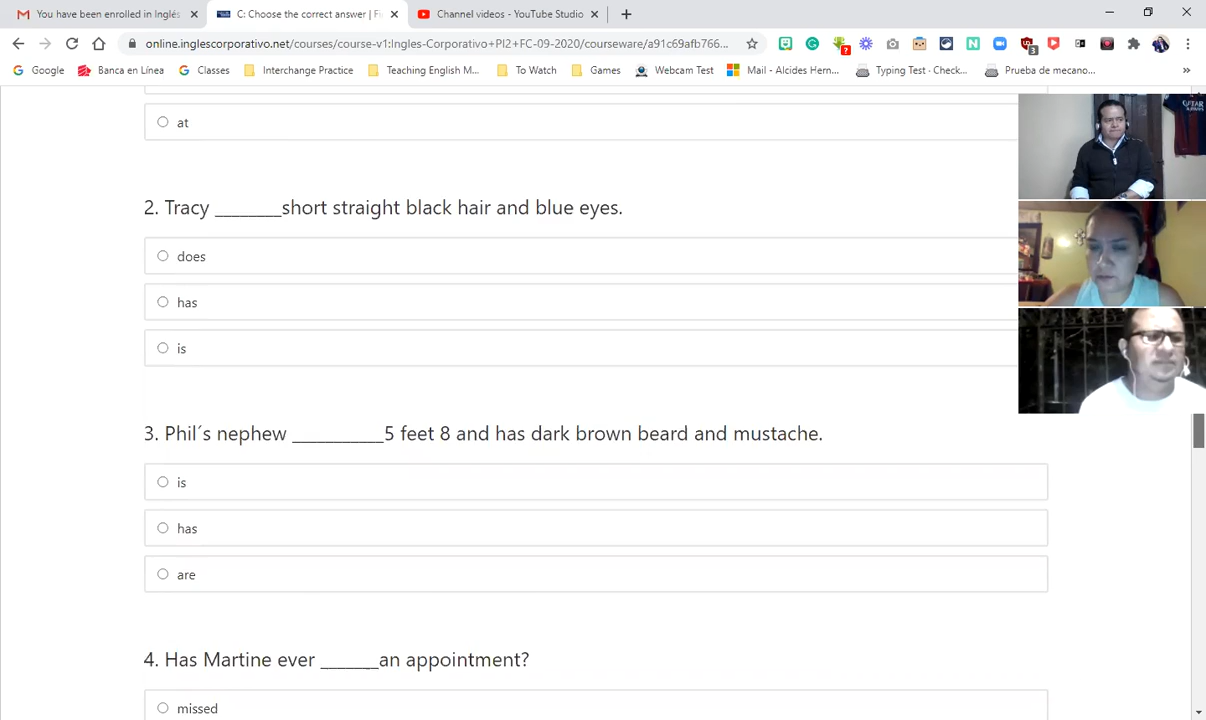 You have been enrolled in Inglés
C: Choose the correct answer | F
Channel videos - YouTube Studio
online.inglescorporativo.net/courses/course-v1:Ingles-Corporativo+PI2+FC-09-2020/courseware/a91c69afb766...
Google
Banca en Línea
Classes
Interchange Practice
Teaching English M...
To Watch
Games
Webcam Test
Mail - Alcides Hern...
Typing Test · Check...
Prueba de mecano...
»
at
2. Tracy ________short straight black hair and blue eyes.
does
has
is
3. Phil´s nephew ___________5 feet 8 and has dark brown beard and mustache.
is
has
are
4. Has Martine ever _______an appointment?
missed